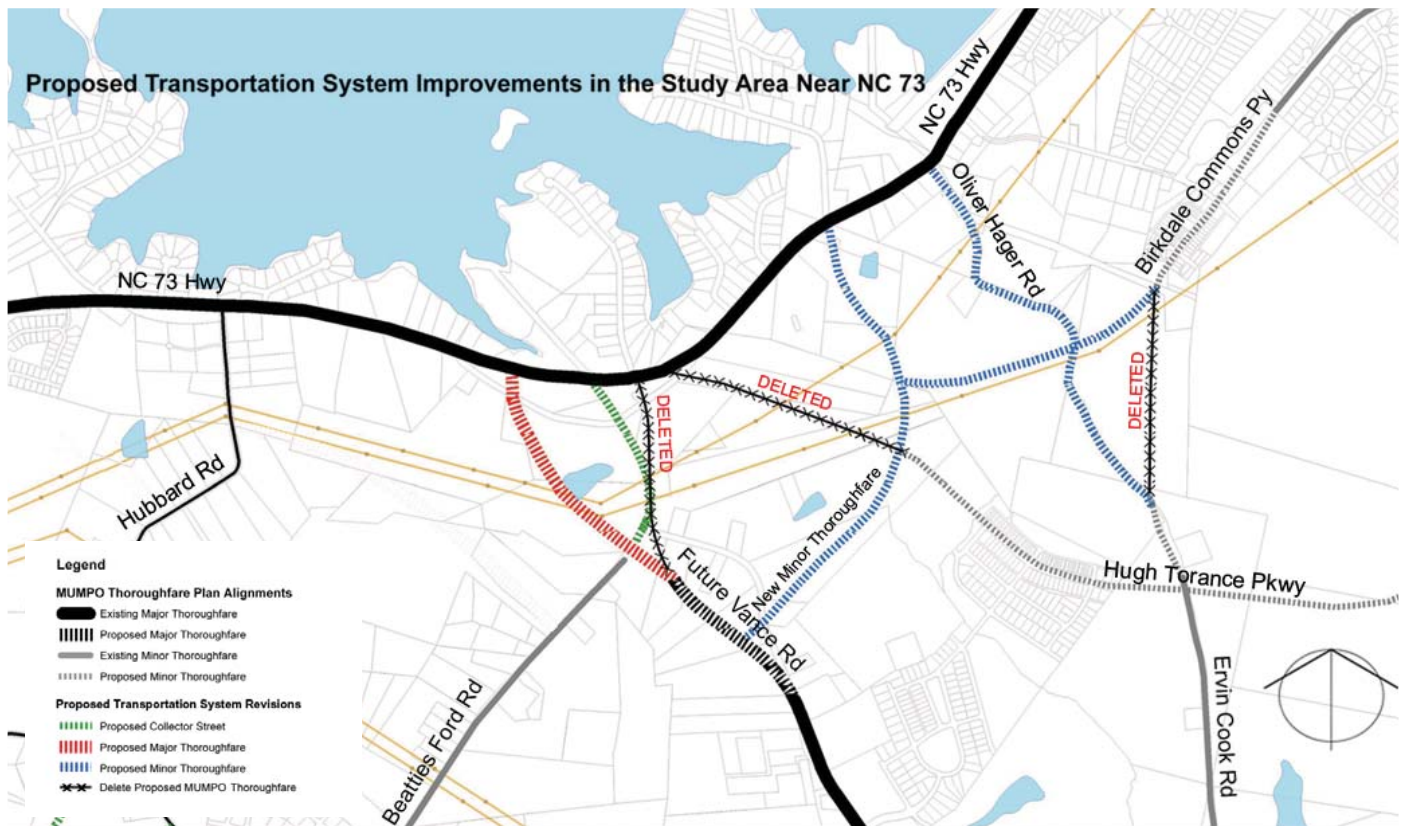 Proposed Transportation System Improvements in the Study Area Near NC 73
NC 73 Hwy
Birkdale Commons Py
Oliver Hager Rd
NC 73 Hwy
DELETED
DELETED
DELETED
Hubbard Rd
New Minor Thoroughfare
Future Vance Rd
Hugh Torance Pkwy
Ervin Cook Rd
Beatties Ford Rd
Legend
MUMPO Thoroughfare Plan Alignments
Existing Major Thoroughfare
Proposed Major Thoroughfare
Existing Minor Thoroughfare
Proposed Minor Thoroughfare
Proposed Transportation System Revisions
Proposed Collector Street
Proposed Major Thoroughfare
Proposed Minor Thoroughfare
Delete Proposed MUMPO Thoroughfare